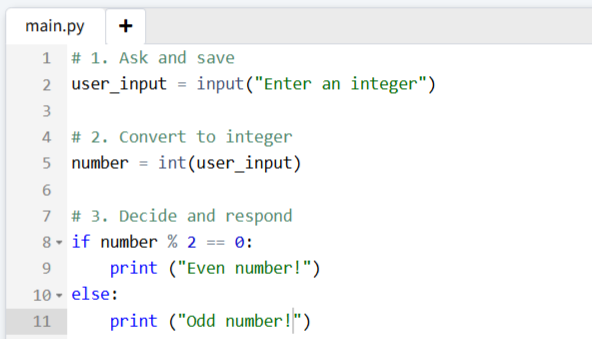 main.py +
1 # 1. Ask and save
2 user_input = input("Enter an integer")
3
4 # 2. Convert to integer
5 number = int(user_input)
6
7 # 3. Decide and respond
8 if number % 2 == 0:
9     print ("Even number!")
10 else:
11     print ("Odd number!")